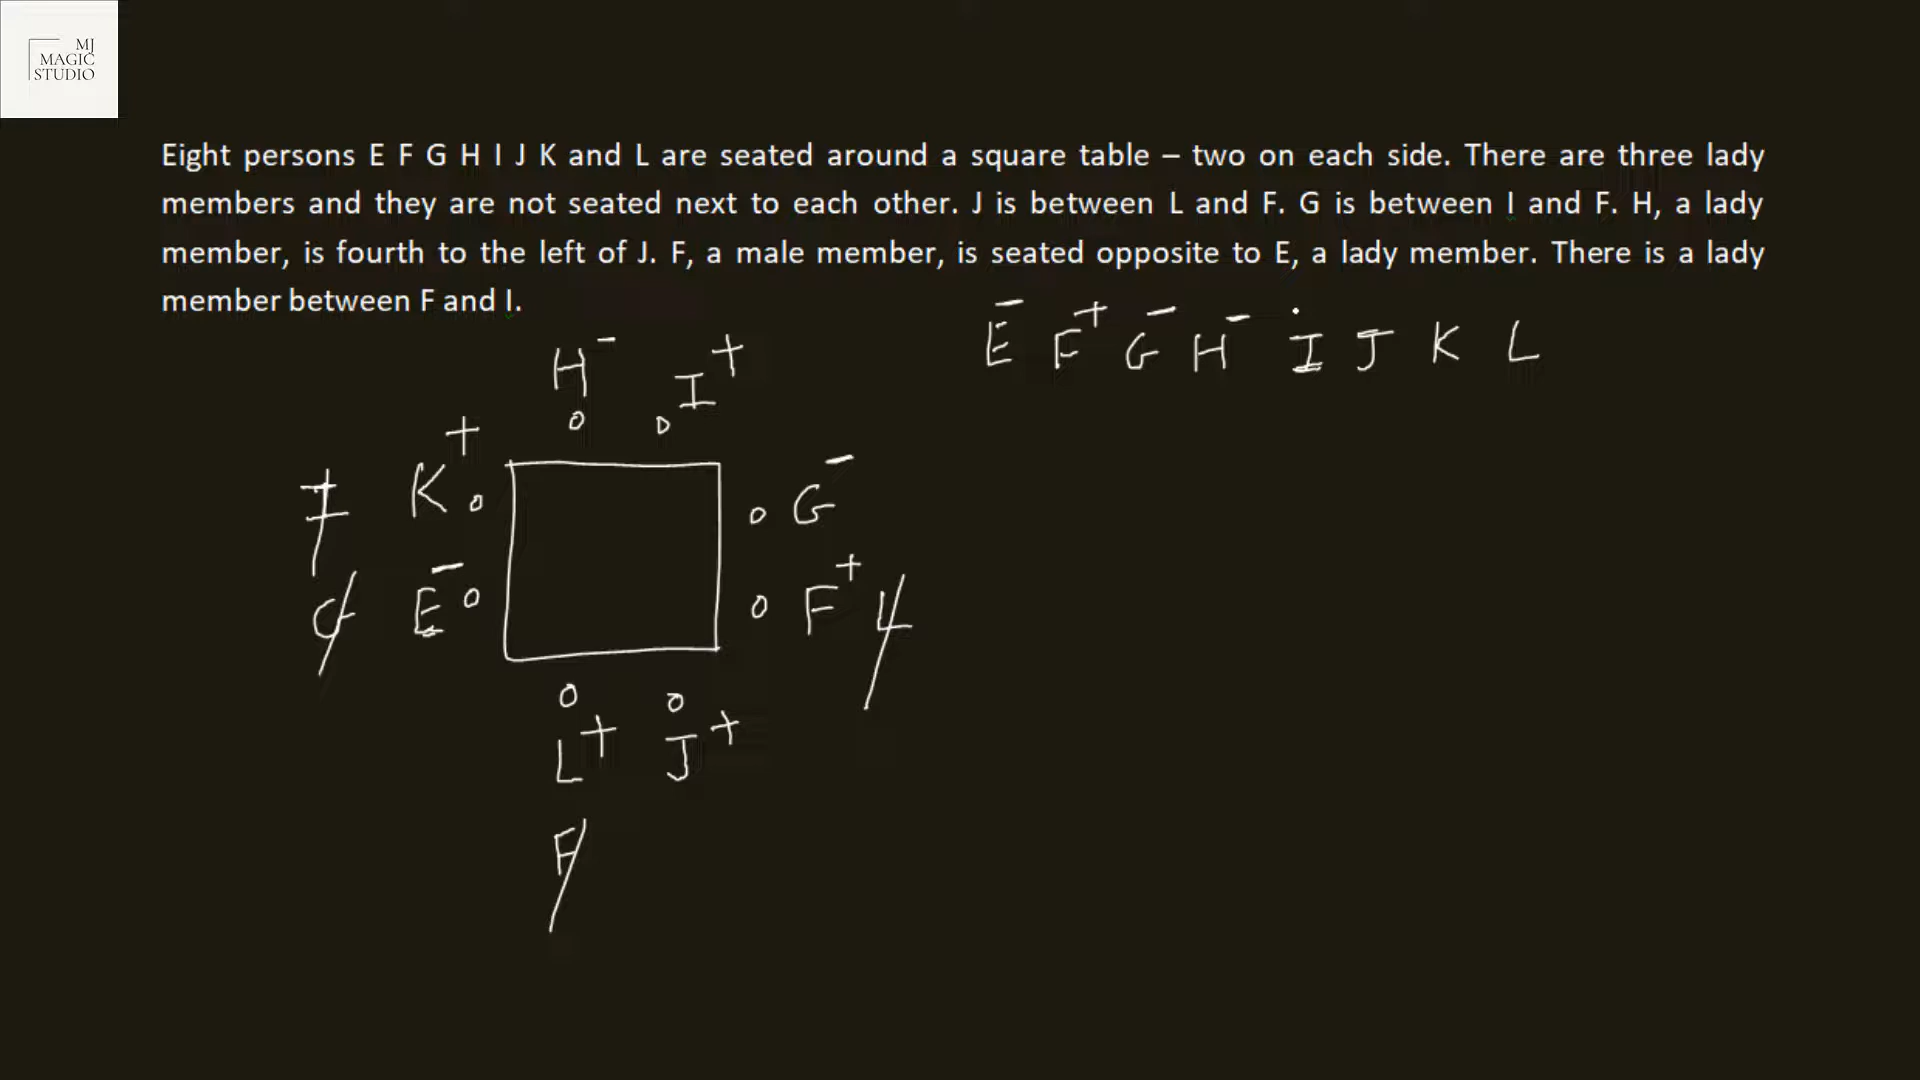 MJ
MAGIC
STUDIO
Eight persons E F G H I J K and L are seated around a square table – two on each side. There are three lady
members and they are not seated next to each other. J is between L and F. G is between I and F. H, a lady
member, is fourth to the left of J. F, a male member, is seated opposite to E, a lady member. There is a lady
member between F and I.
E⁻ F⁺ G⁻ H⁻ I J K L
H⁻ I⁺
K⁺ G⁻
E⁻ F⁺ L
L⁺ J⁺
F